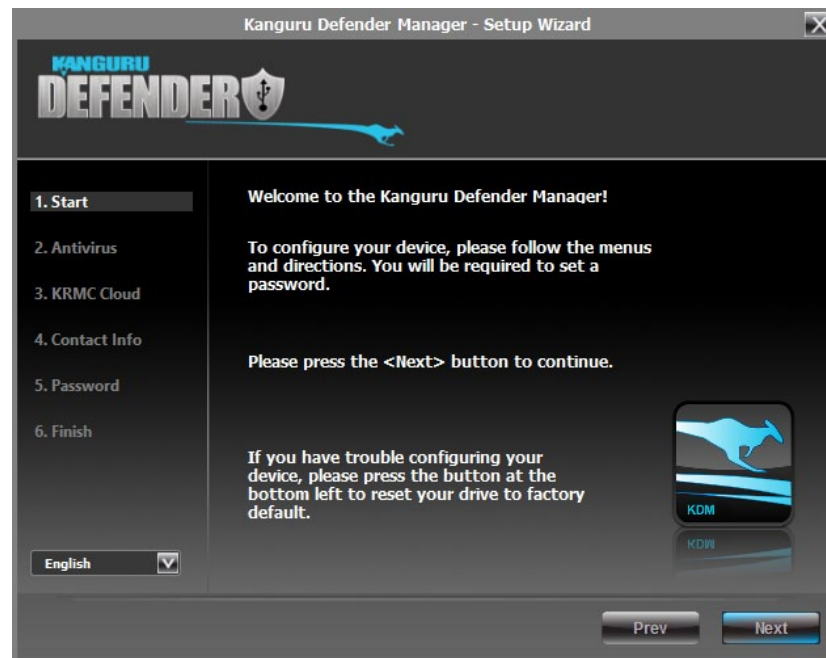 Kanguru Defender Manager - Setup Wizard
X
KANGURU
DEFENDER
1. Start
2. Antivirus
3. KRMC Cloud
4. Contact Info
5. Password
6. Finish
English
Welcome to the Kanguru Defender Manager!
To configure your device, please follow the menus
and directions. You will be required to set a
password.
Please press the <Next> button to continue.
If you have trouble configuring your
device, please press the button at the
bottom left to reset your drive to factory
default.
KDM
Prev
Next